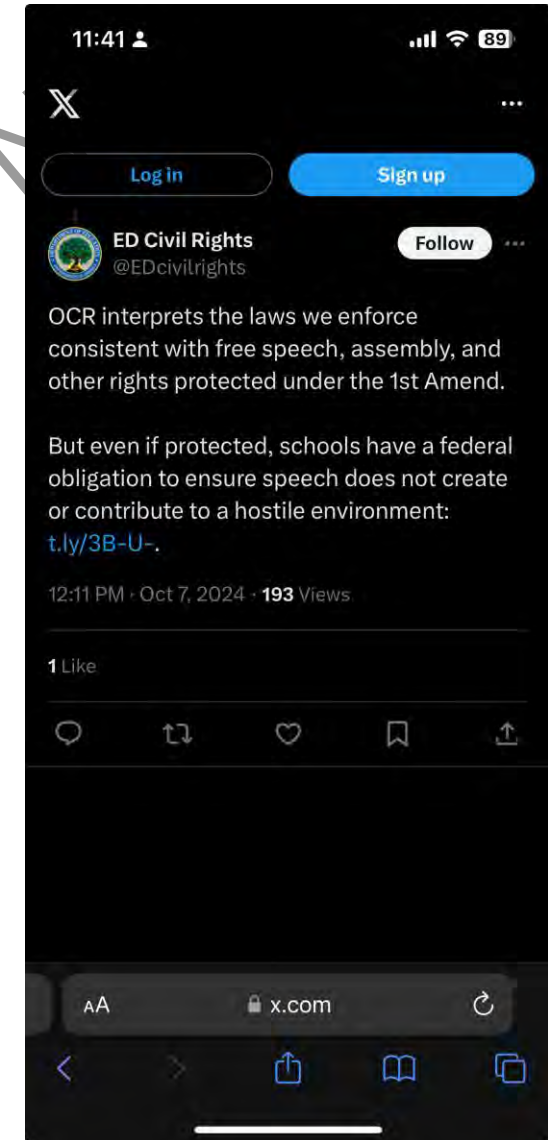 11:41
89
Log in
Sign up
ED Civil Rights
@EDcivilrights
Follow
OCR interprets the laws we enforce
consistent with free speech, assembly, and
other rights protected under the 1st Amend.
But even if protected, schools have a federal
obligation to ensure speech does not create
or contribute to a hostile environment:
t.ly/3B-U-.
12:11 PM · Oct 7, 2024 · 193 Views
1 Like
AA
x.com